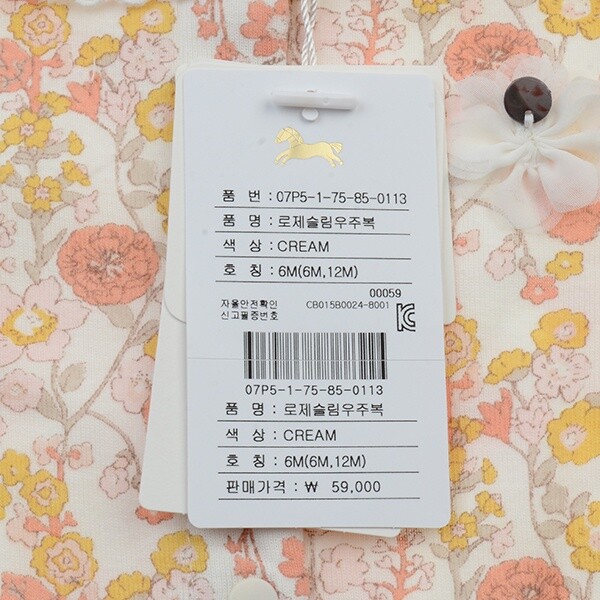 품 번 : 07P5-1-75-85-0113
품 명 : 로제슬림우주복
색 상 : CREAM
호 칭 : 6M(6M,12M)
00059
자율안전확인 CB015B0024-8001
신고필증번호
07P5-1-75-85-0113
품 명 : 로제슬림우주복
색 상 : CREAM
호 칭 : 6M(6M,12M)
판매가격 : ₩ 59,000